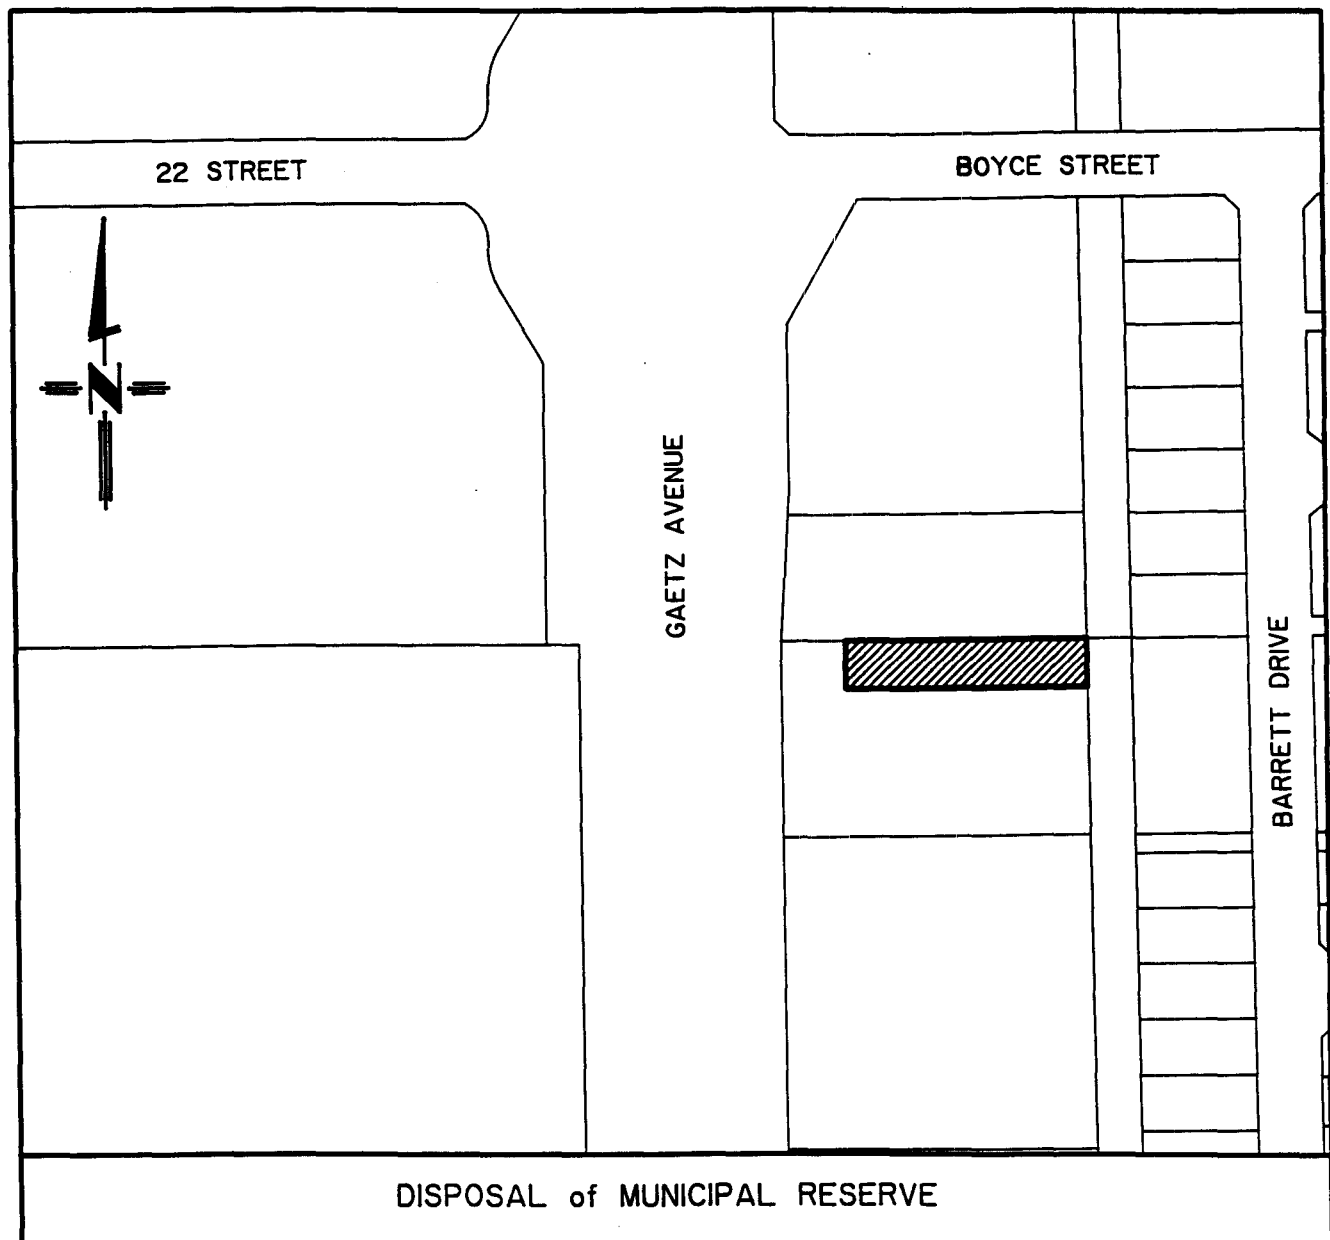 22 STREET
BOYCE STREET
N
GAETZ AVENUE
BARRETT DRIVE
DISPOSAL of MUNICIPAL RESERVE